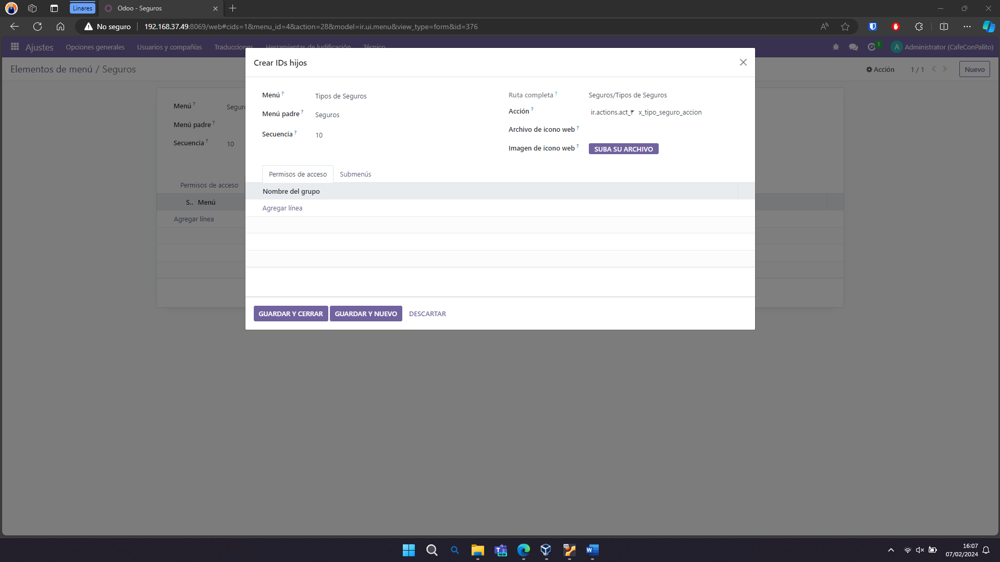 Linares
Odoo - Seguros
No seguro
192.168.37.49:8069/web#cids=1&menu_id=4&action=28&model=ir.ui.menu&view_type=form&id=376
Ajustes
Opciones generales
Usuarios y compañías
Traducciones
Herramientas de ludificación
Técnico
1
A
Administrator (CafeConPalito)
Elementos de menú / Seguros
Acción
1 / 1
Nuevo
Menú ?
Menú padre ?
Secuencia ?
10
Permisos de acceso
S.. Menú
Agregar línea
Crear IDs hijos
Menú ? Tipos de Seguros
Menú padre ? Seguros
Secuencia ? 10
Ruta completa ? Seguros/Tipos de Seguros
Acción ? ir.actions.act_ x_tipo_seguro_accion
Archivo de icono web ?
Imagen de icono web ? SUBA SU ARCHIVO
Permisos de acceso Submenús
Nombre del grupo
Agregar línea
GUARDAR Y CERRAR GUARDAR Y NUEVO DESCARTAR
NEW
64
16:07
07/02/2024